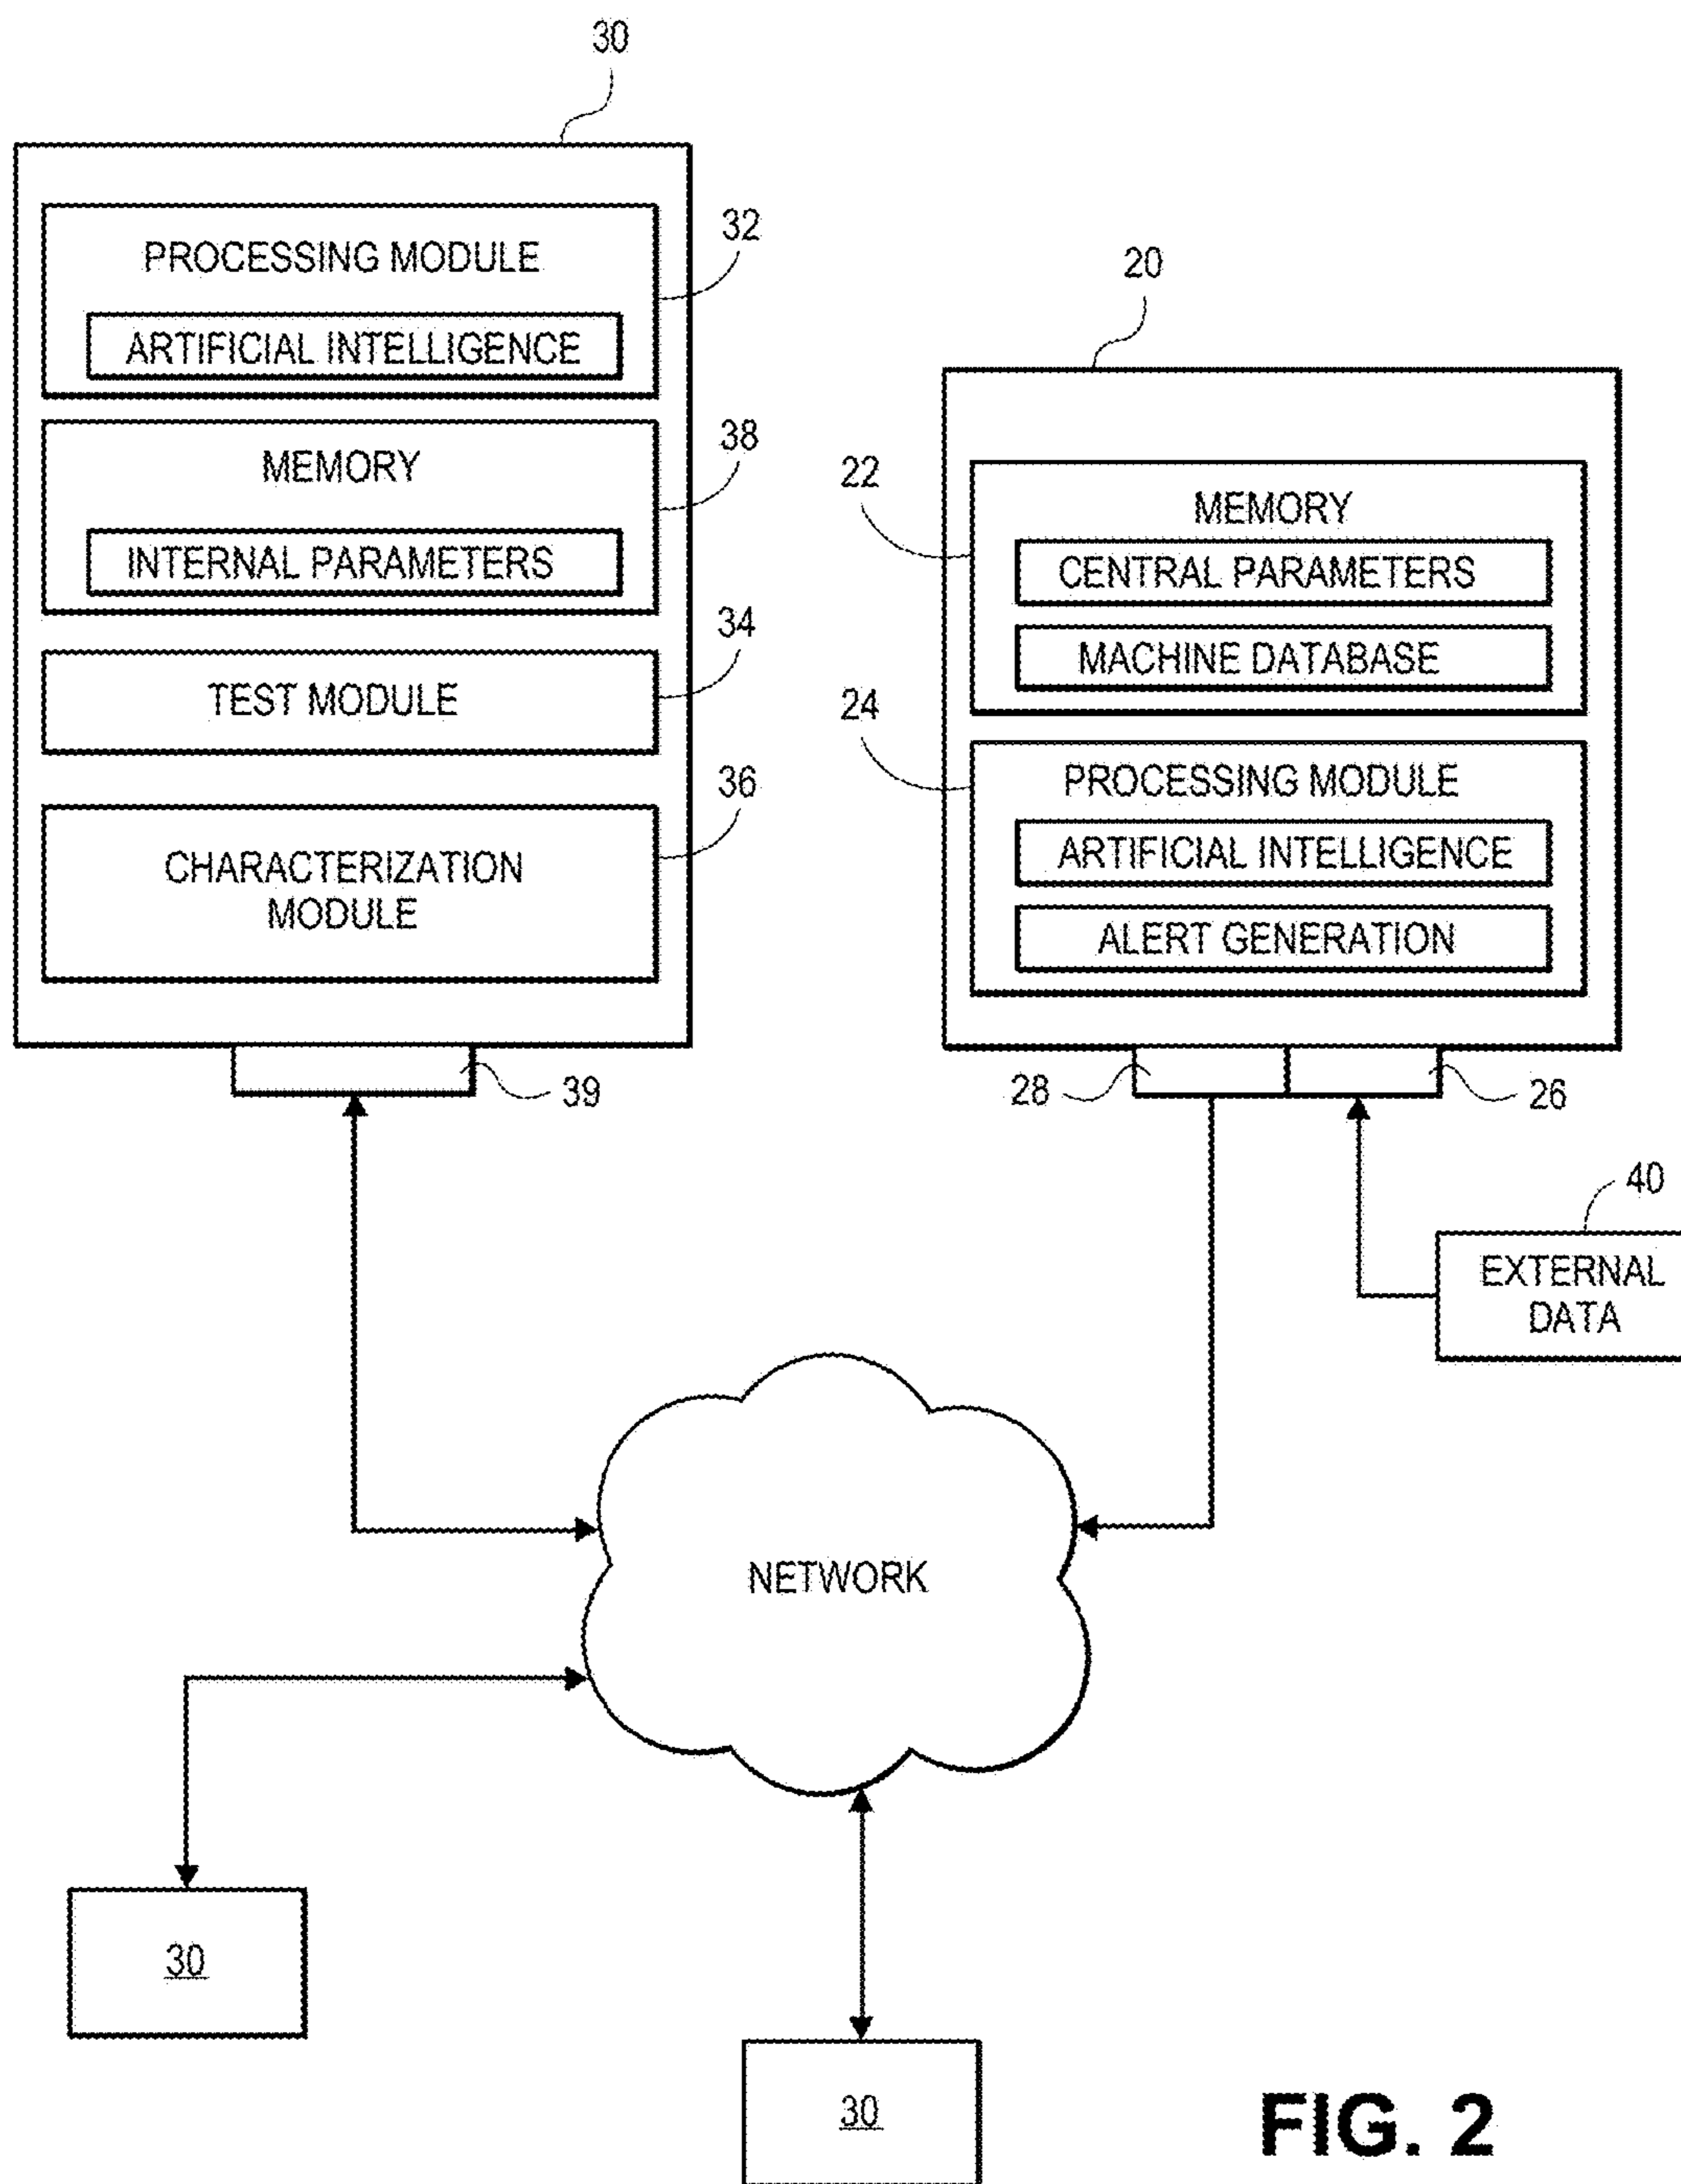 30
PROCESSING MODULE
32
ARTIFICIAL INTELLIGENCE
MEMORY
38
INTERNAL PARAMETERS
34
TEST MODULE
36
CHARACTERIZATION
MODULE
39
20
22
MEMORY
CENTRAL PARAMETERS
MACHINE DATABASE
24
PROCESSING MODULE
ARTIFICIAL INTELLIGENCE
ALERT GENERATION
28
26
40
EXTERNAL
DATA
NETWORK
30
30
FIG. 2